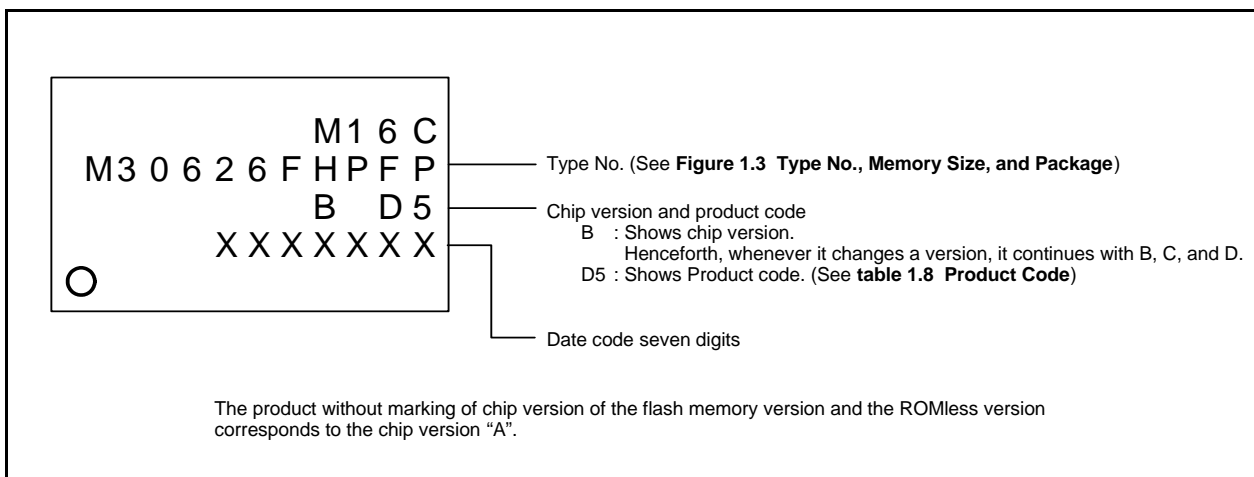 M16C
M30626FHPFP
B D5
XXXXXXX
Type No. (See Figure 1.3 Type No., Memory Size, and Package)
Chip version and product code
B : Shows chip version.
Henceforth, whenever it changes a version, it continues with B, C, and D.
D5 : Shows Product code. (See table 1.8 Product Code)
Date code seven digits
The product without marking of chip version of the flash memory version and the ROMless version
corresponds to the chip version “A”.